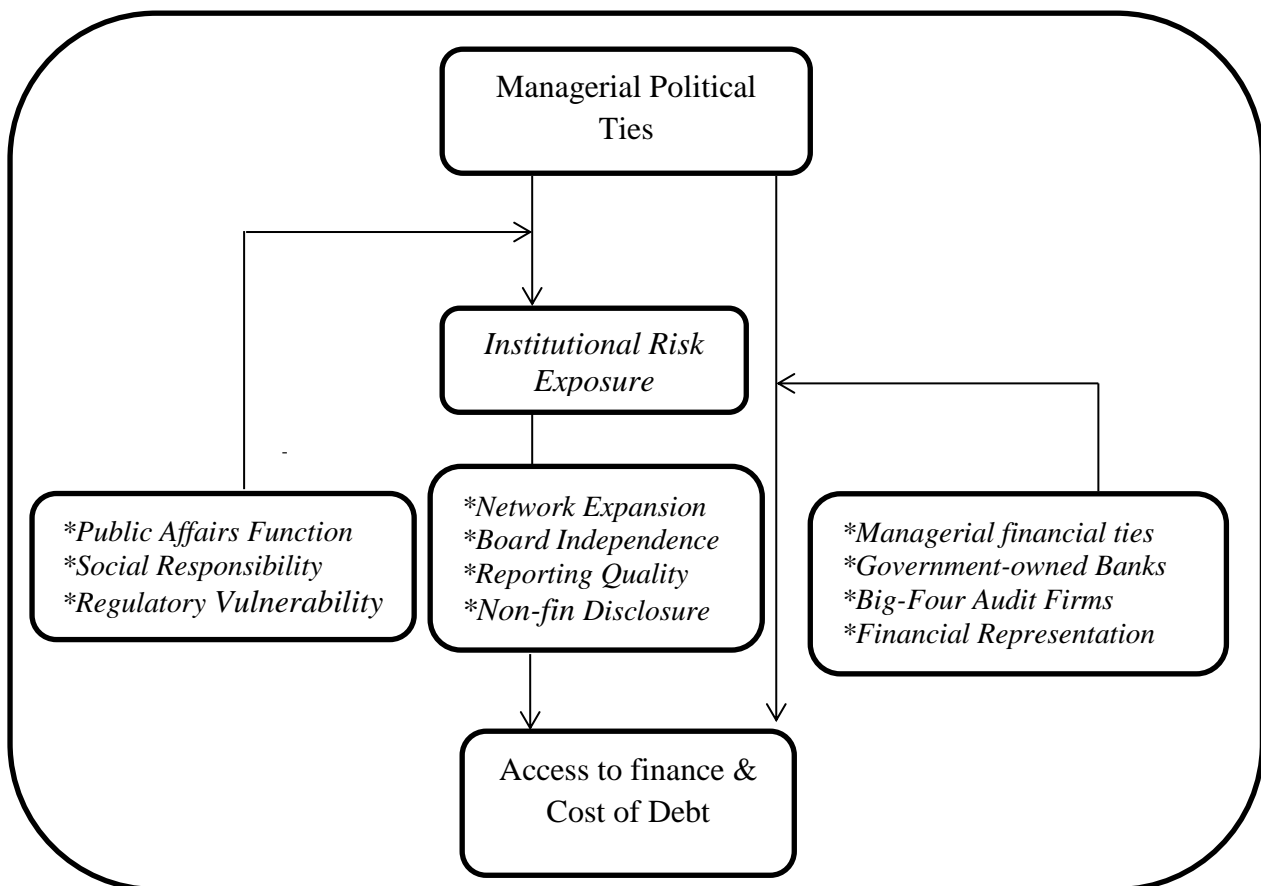 Managerial Political
Ties
Institutional Risk
Exposure
-
*Public Affairs Function
*Social Responsibility
*Regulatory Vulnerability
*Network Expansion
*Board Independence
*Reporting Quality
*Non-fin Disclosure
*Managerial financial ties
*Government-owned Banks
*Big-Four Audit Firms
*Financial Representation
Access to finance &
Cost of Debt